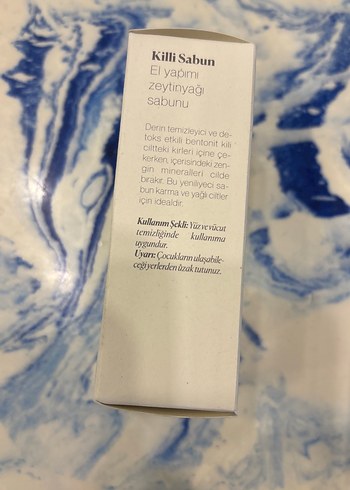 Killi Sabun
El yapımı
zeytinyağı
sabunu
Derin temizleyici ve de-
toks etkili bentonit kili
ciltteki kirleri içine çe-
kerken, içerisindeki zen-
gin mineralleri cilde
bırakır. Bu yenileyici sa-
bun karma ve yağlı ciltler
için idealdir.
Kullanım Şekli: Yüz ve vücut
temizliğinde kullanıma
uygundur.
Uyarı: Çocukların ulaşabile-
ceği yerlerden uzak tutunuz.